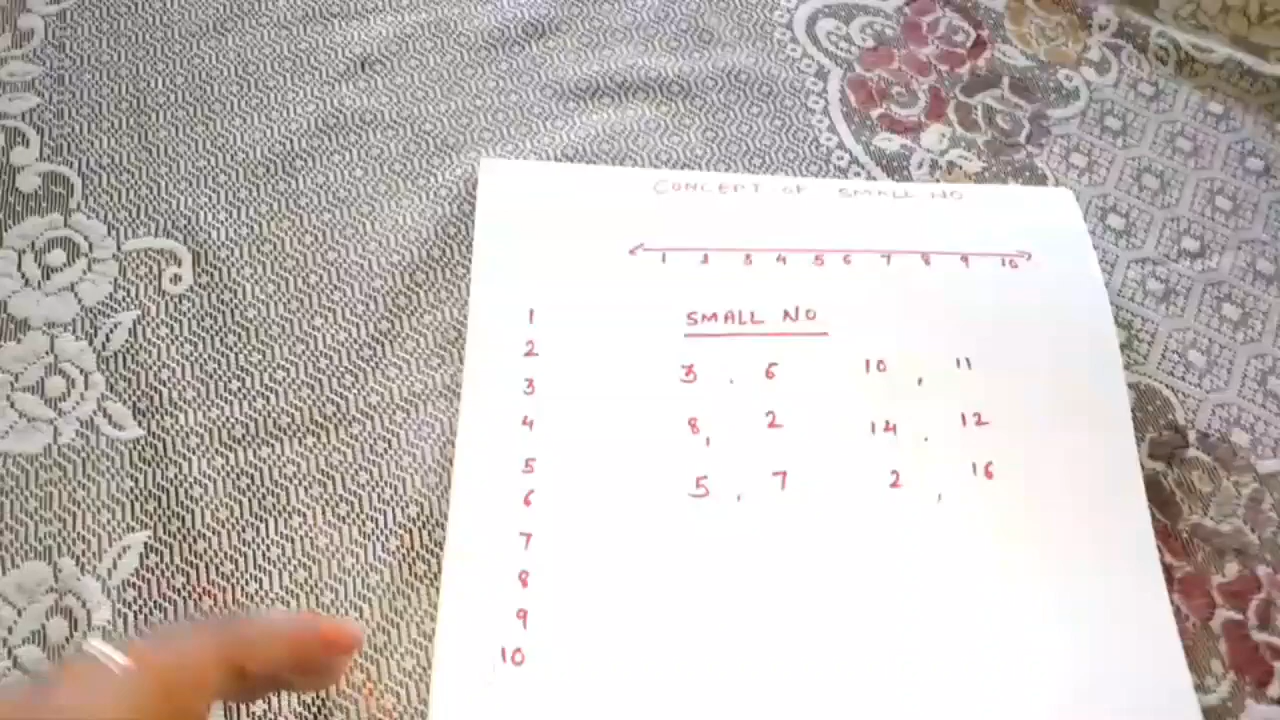 CONCEPT OF SMALL NO
1 2 3 4 5 6 7 8 9 10
SMALL NO
3 , 6 10 , 11
8, 2 14 , 12
5 , 7 2 , 16
1
2
3
4
5
6
7
8
9
10